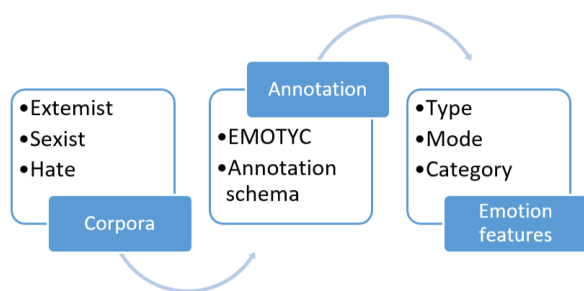 •Extemist
•Sexist
•Hate
Corpora
Annotation
•EMOTYC
•Annotation
schema
•Type
•Mode
•Category
Emotion
features